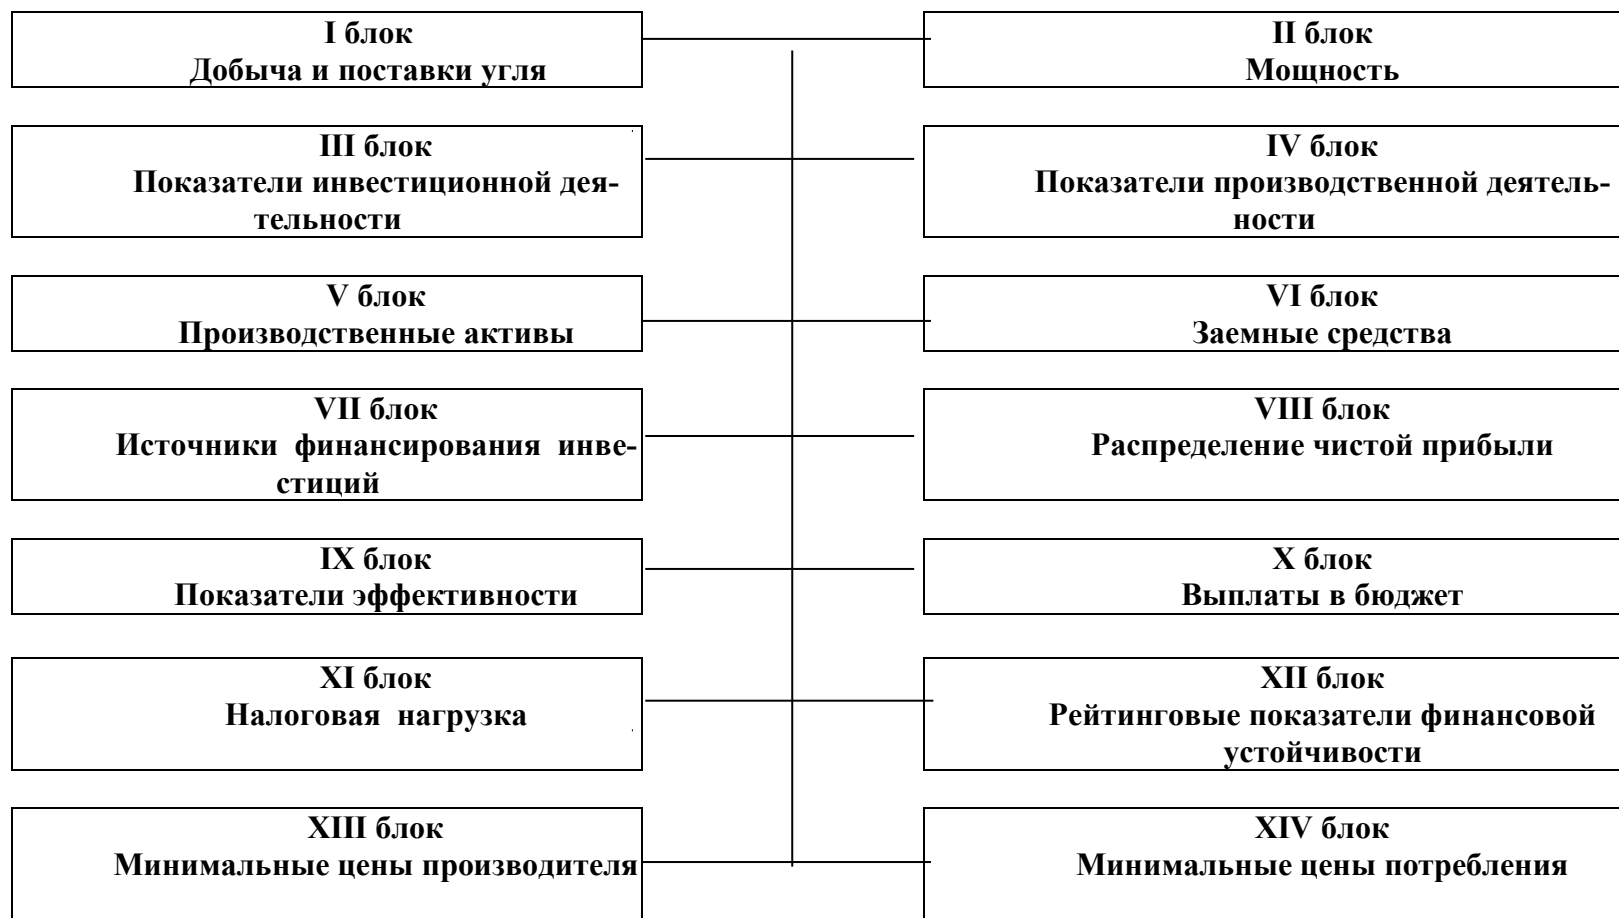 I блок
Добыча и поставки угля
II блок
Мощность
III блок
Показатели инвестиционной дея-
тельности
IV блок
Показатели производственной деятель-
ности
V блок
Производственные активы
VI блок
Заемные средства
VII блок
Источники финансирования инве-
стиций
VIII блок
Распределение чистой прибыли
IX блок
Показатели эффективности
X блок
Выплаты в бюджет
XI блок
Налоговая нагрузка
XII блок
Рейтинговые показатели финансовой
устойчивости
XIII блок
Минимальные цены производителя
XIV блок
Минимальные цены потребления